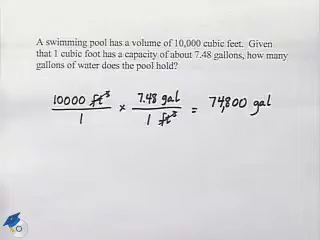 A swimming pool has a volume of 10,000 cubic feet. Given
that 1 cubic foot has a capacity of about 7.48 gallons, how many
gallons of water does the pool hold?
10000 ft³ / 1 × 7.48 gal / 1 ft³ = 74,800 gal